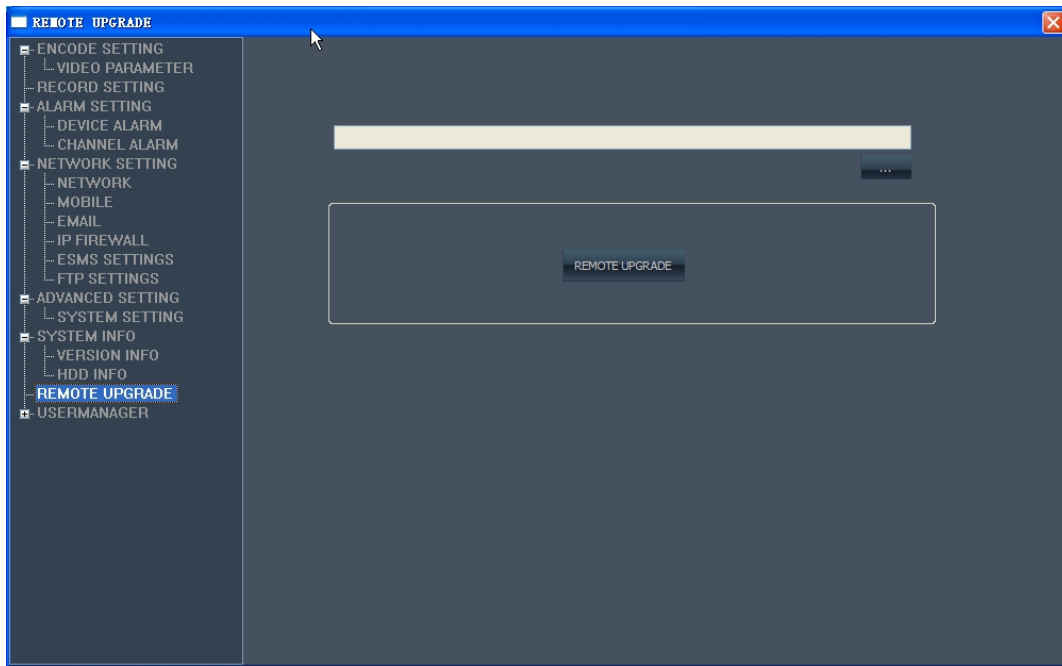 REMOTE UPGRADE
ENCODE SETTING
VIDEO PARAMETER
RECORD SETTING
ALARM SETTING
DEVICE ALARM
CHANNEL ALARM
NETWORK SETTING
NETWORK
MOBILE
EMAIL
IP FIREWALL
ESMS SETTINGS
FTP SETTINGS
ADVANCED SETTING
SYSTEM SETTING
SYSTEM INFO
VERSION INFO
HDD INFO
REMOTE UPGRADE
USERMANAGER
...
REMOTE UPGRADE